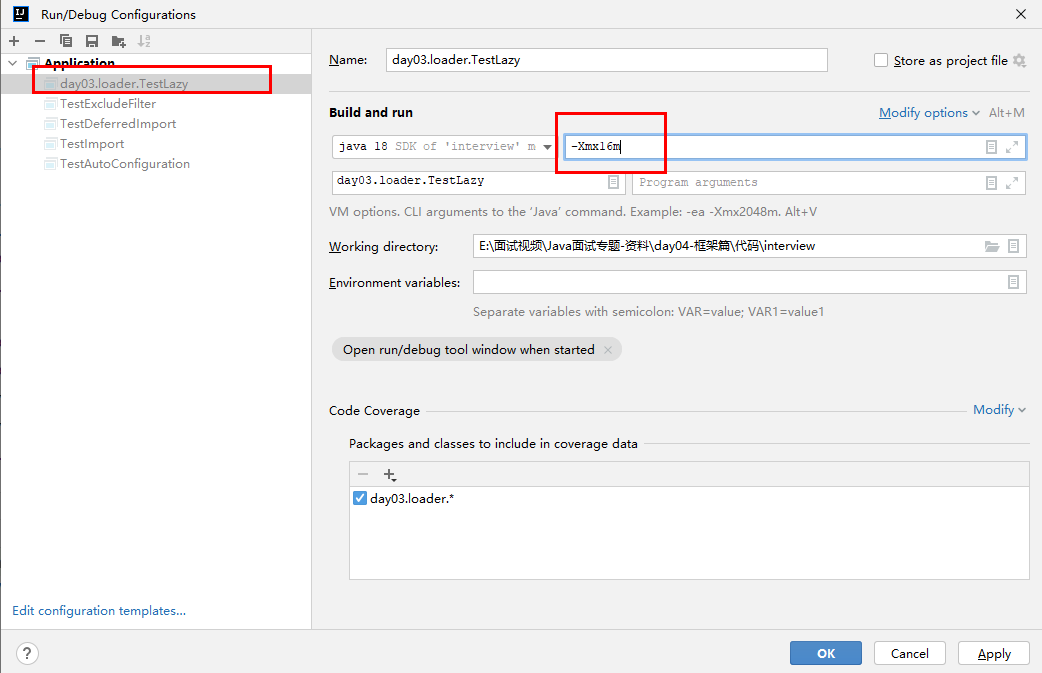 Run/Debug Configurations
Application
day03.loader.TestLazy
TestExcludeFilter
TestDeferredImport
TestImport
TestAutoConfiguration
Edit configuration templates...
Name: day03.loader.TestLazy Store as project file
Build and run Modify options Alt+M
java 18 SDK of 'interview' m -Xmx16m
day03.loader.TestLazy Program arguments
VM options. CLI arguments to the ‘Java’ command. Example: -ea -Xmx2048m. Alt+V
Working directory: E:\面试视频\Java面试专题-资料\day04-框架篇\代码\interview
Environment variables:
Separate variables with semicolon: VAR=value; VAR1=value1
Open run/debug tool window when started
Code Coverage Modify
Packages and classes to include in coverage data
day03.loader.*
? OK Cancel Apply